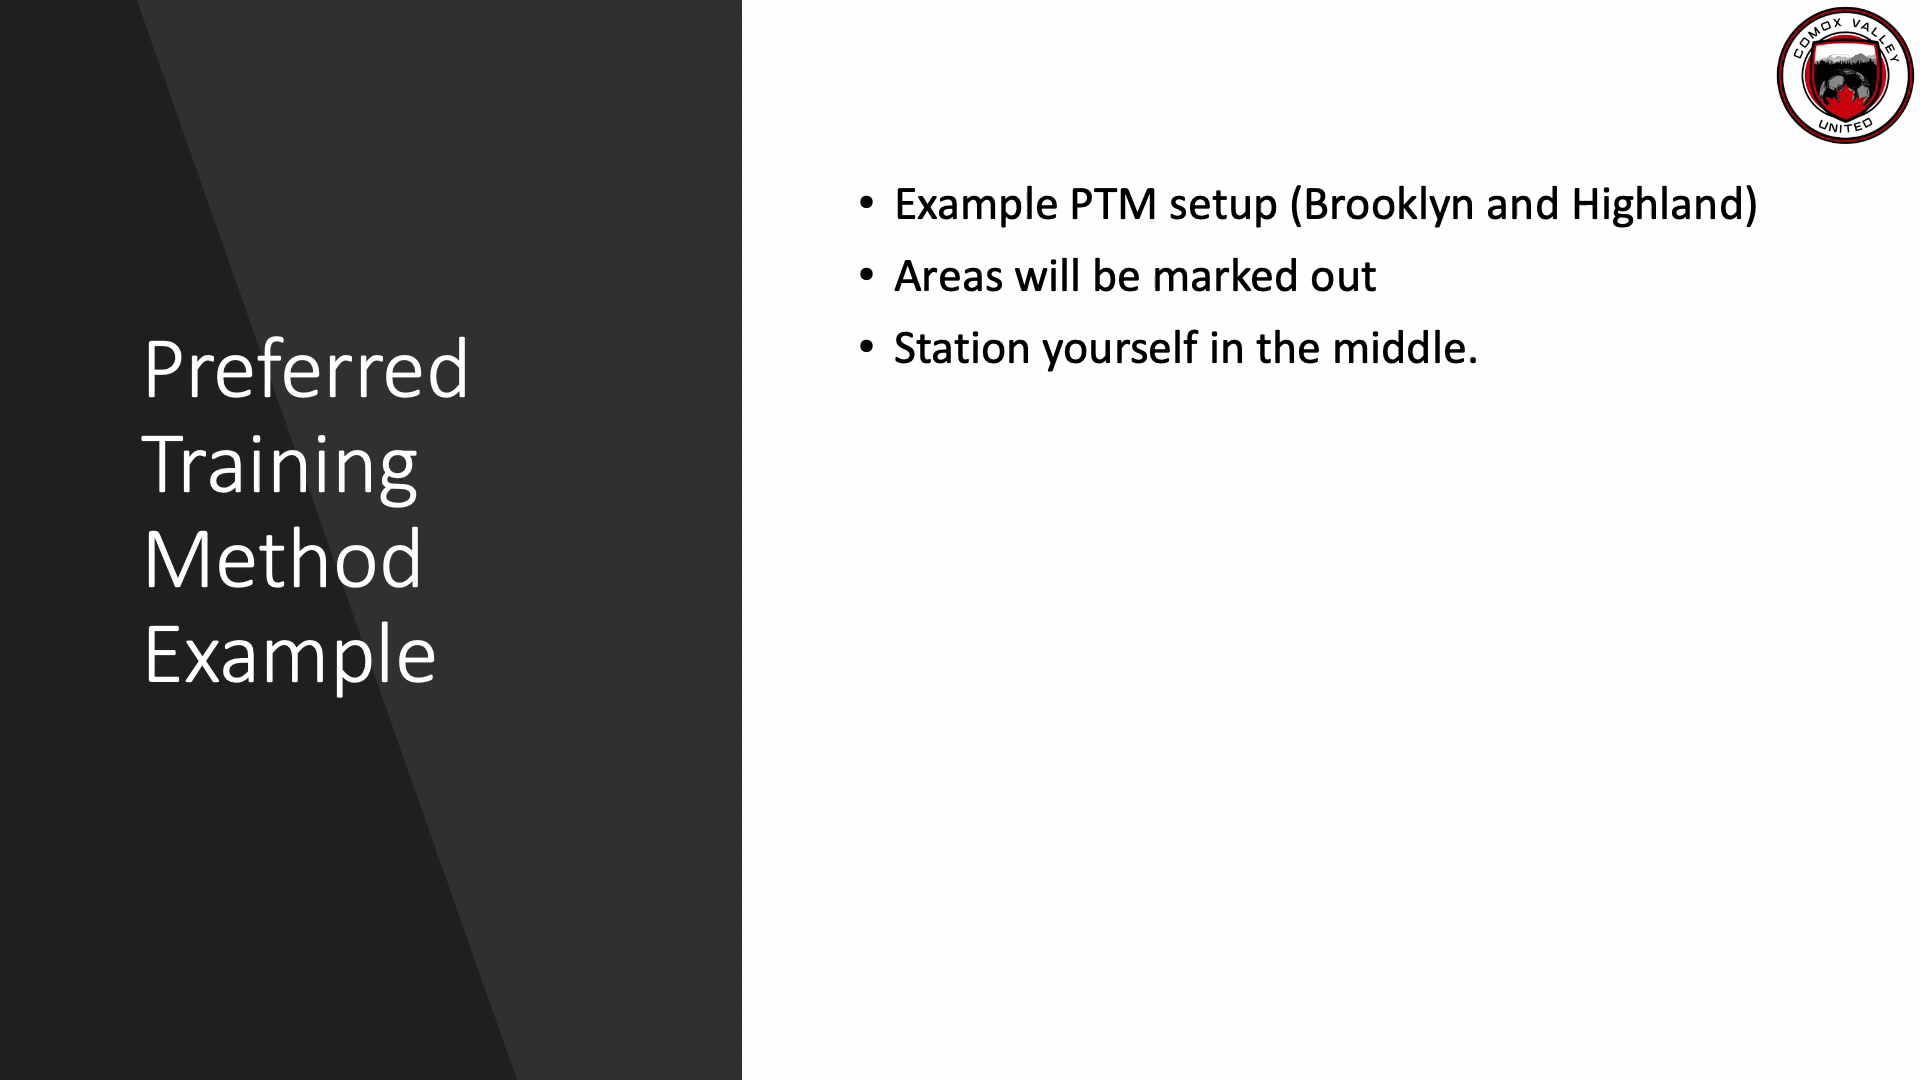 COMOX VALLEY
UNITED
Preferred
Training
Method
Example
• Example PTM setup (Brooklyn and Highland)
• Areas will be marked out
• Station yourself in the middle.